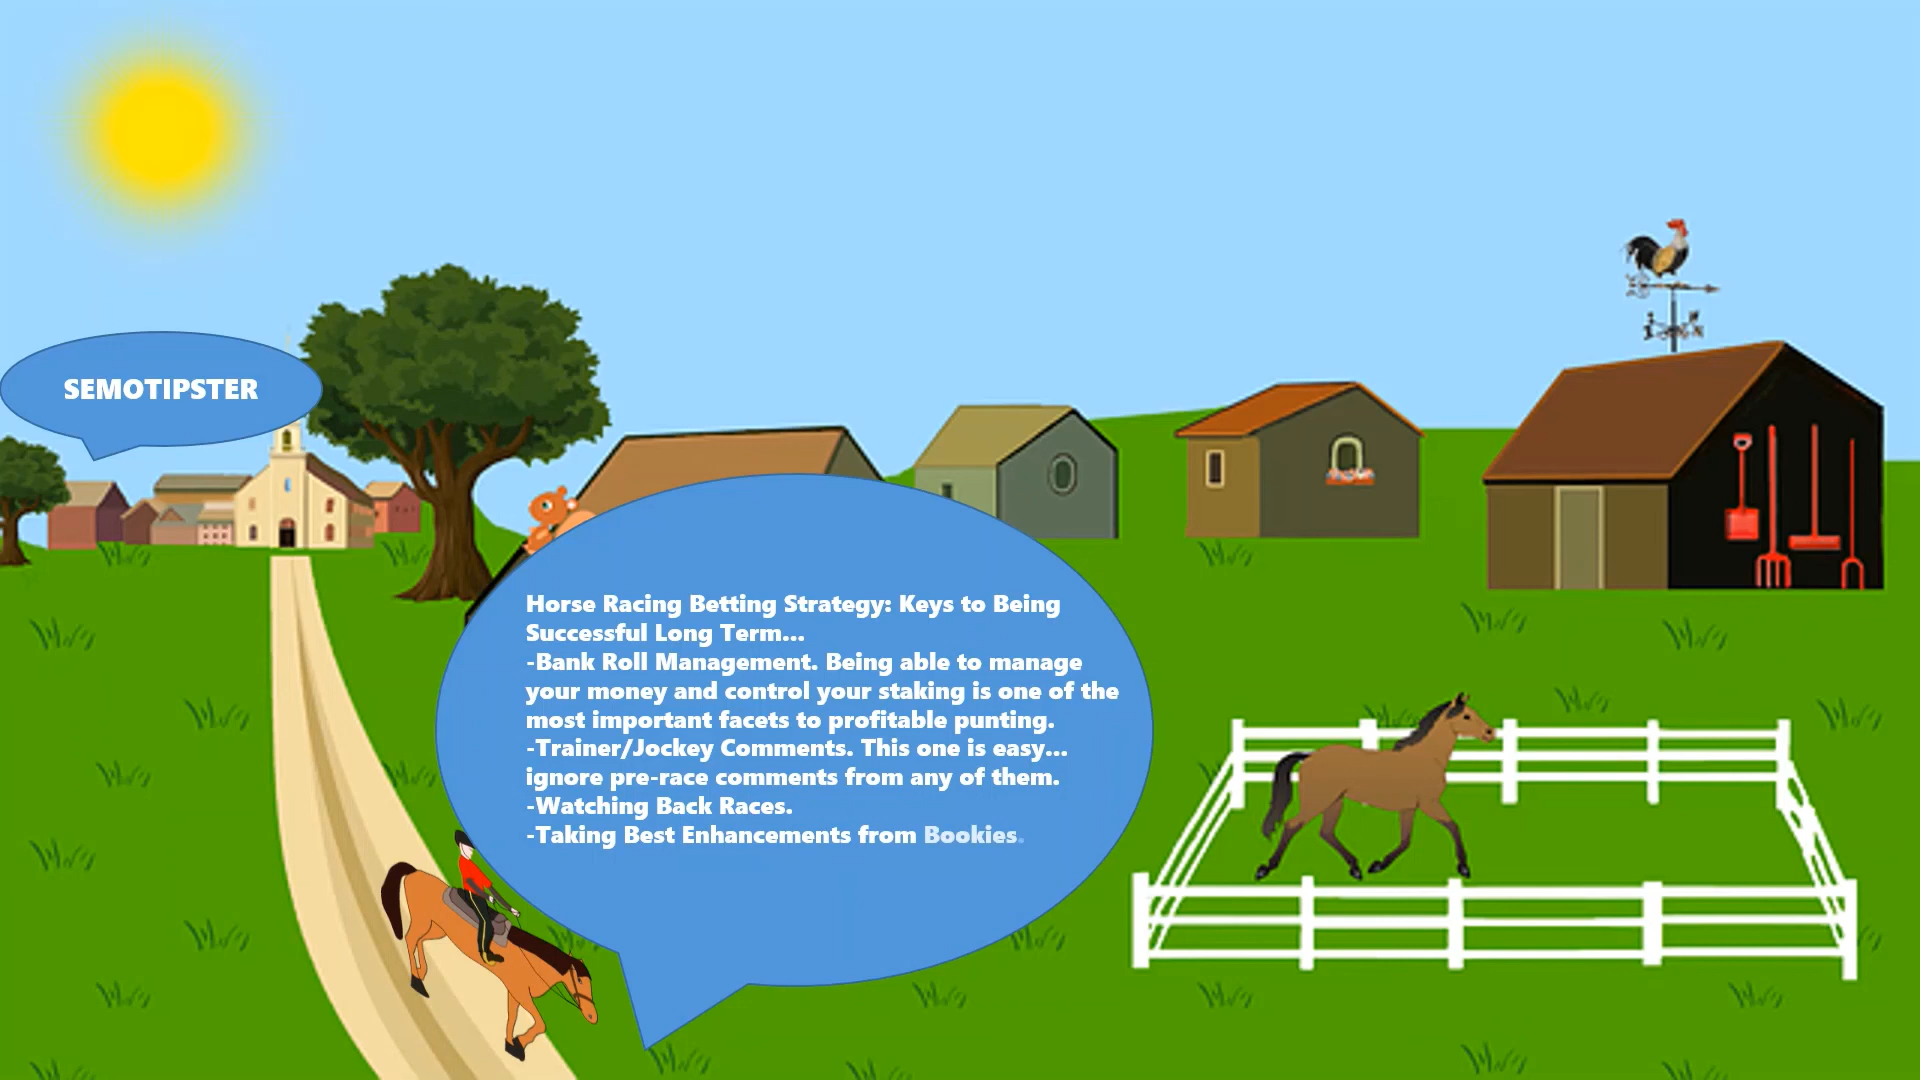 SEMOTIPSTER
Horse Racing Betting Strategy: Keys to Being
Successful Long Term...
-Bank Roll Management. Being able to manage
your money and control your staking is one of the
most important facets to profitable punting.
-Trainer/Jockey Comments. This one is easy...
ignore pre-race comments from any of them.
-Watching Back Races.
-Taking Best Enhancements from Bookies.